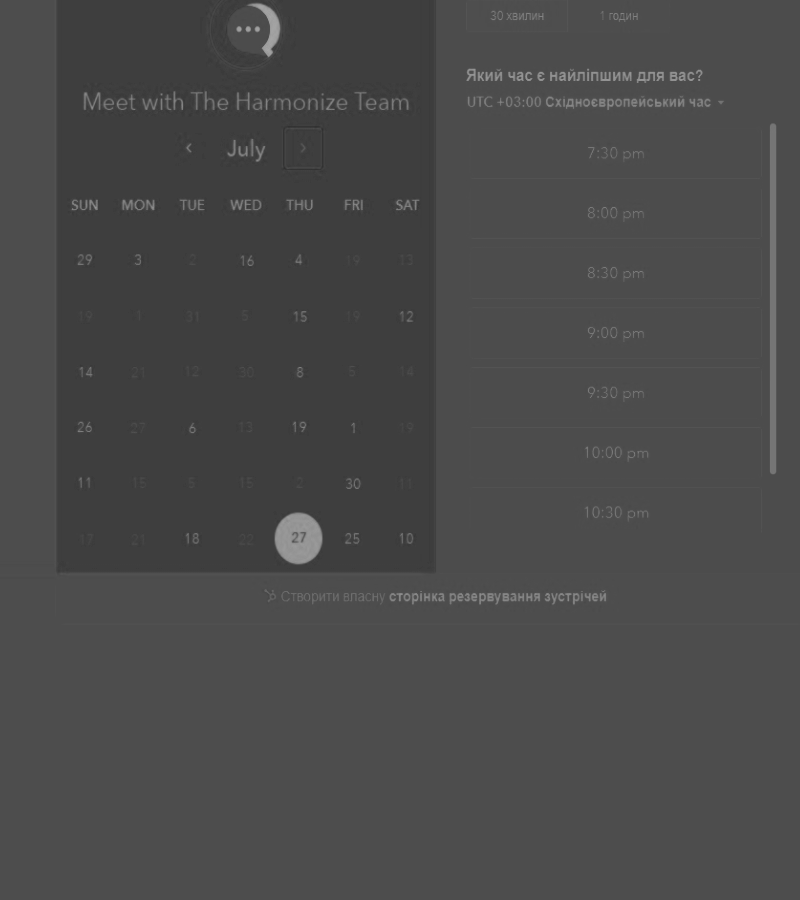 30 хвилин 1 годин
Який час є найліпшим для вас?
Meet with The Harmonize Team
UTC +03:00 Східноєвропейський час
July
SUN MON TUE WED THU FRI SAT
29 3 2 16 4 19 13
19 1 31 5 15 19 12
14 21 12 30 8 5 14
26 27 6 13 19 1 19
11 15 5 15 2 30 11
17 21 18 22 27 25 10
7:30 pm
8:00 pm
8:30 pm
9:00 pm
9:30 pm
10:00 pm
10:30 pm
Створити власну сторінка резервування зустрічей